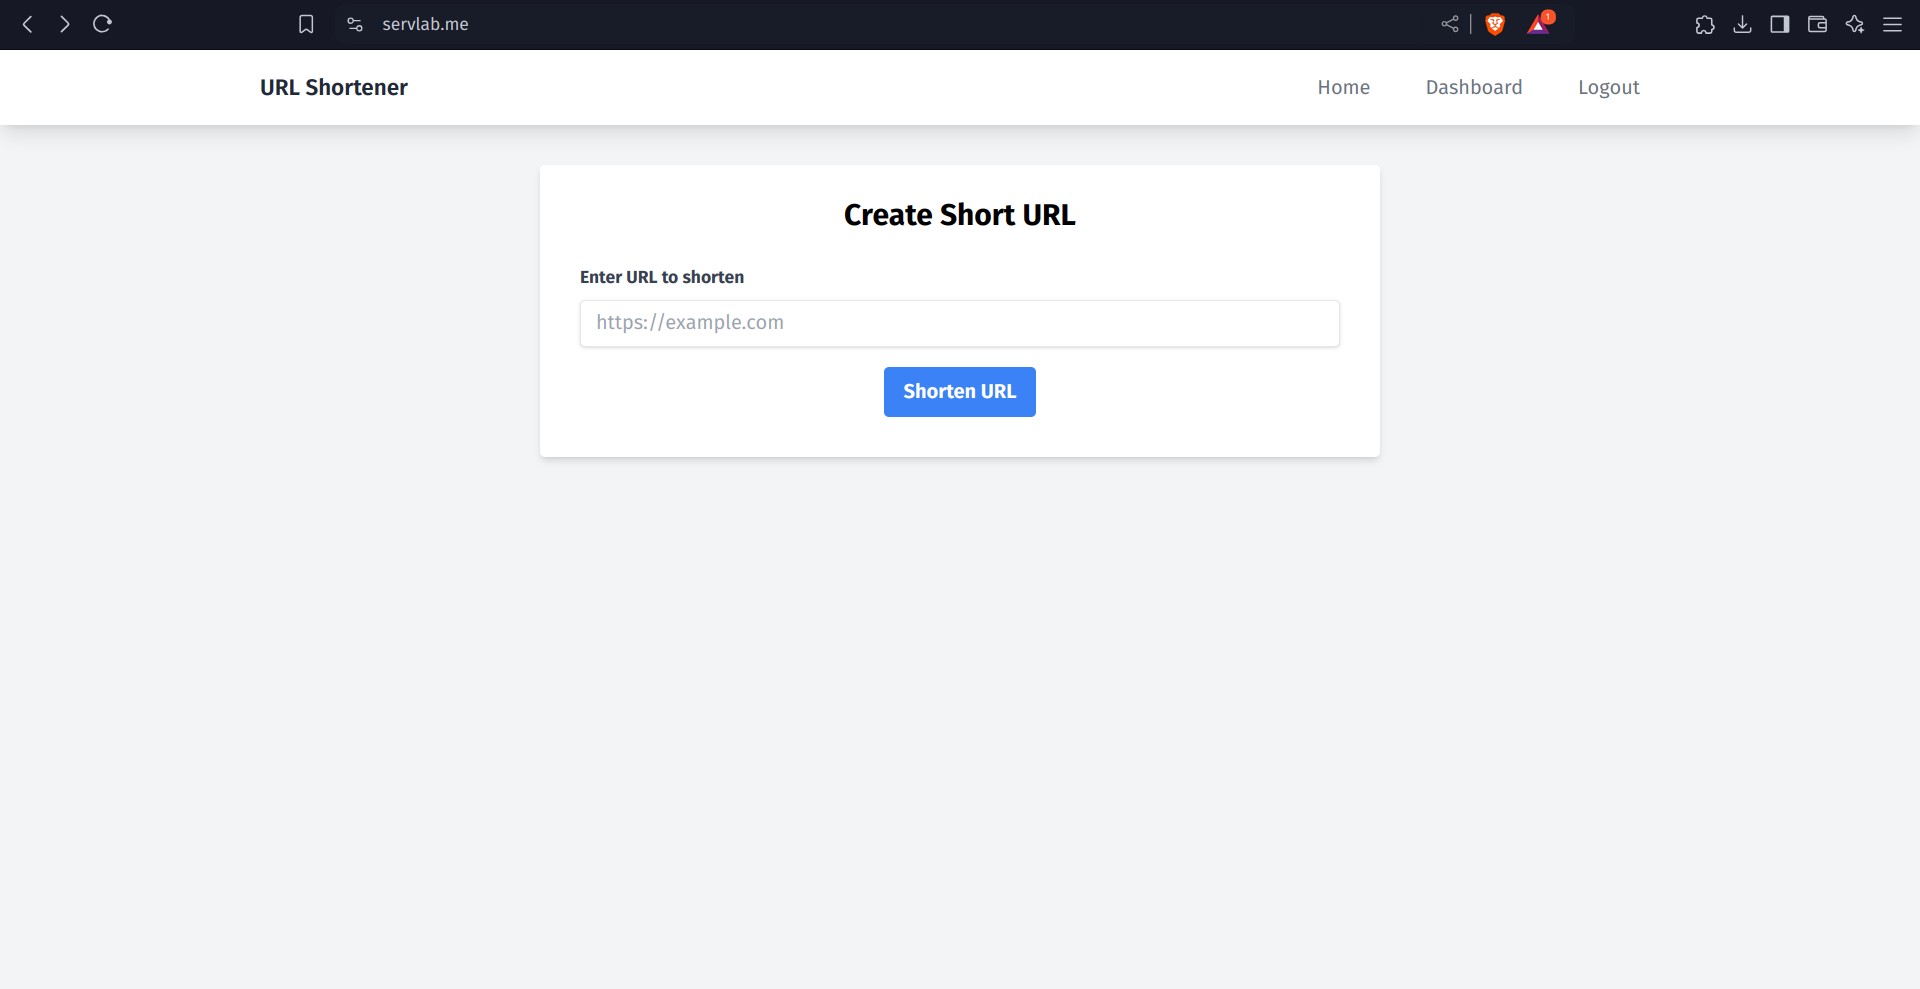 servlab.me
1
URL Shortener
Home Dashboard Logout
Create Short URL
Enter URL to shorten
https://example.com
Shorten URL